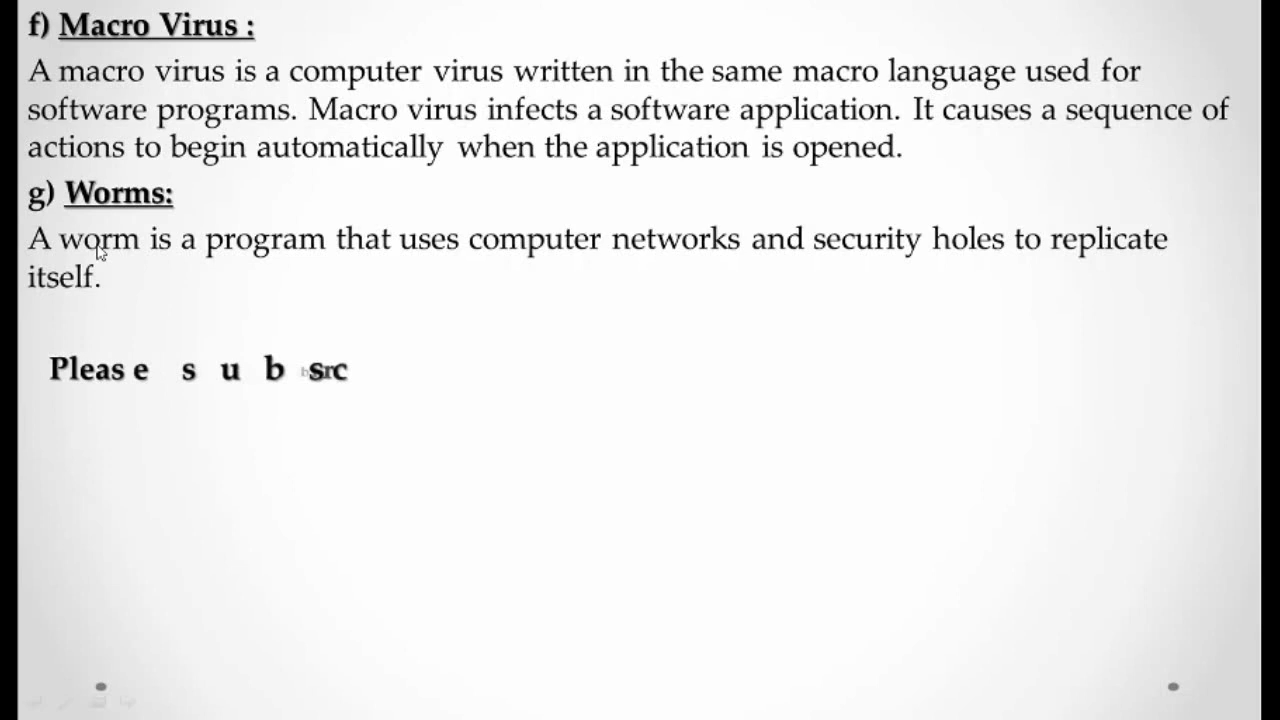 f) Macro Virus :
A macro virus is a computer virus written in the same macro language used for
software programs. Macro virus infects a software application. It causes a sequence of
actions to begin automatically when the application is opened.
g) Worms:
A worm is a program that uses computer networks and security holes to replicate
itself.
Pleas e s u b